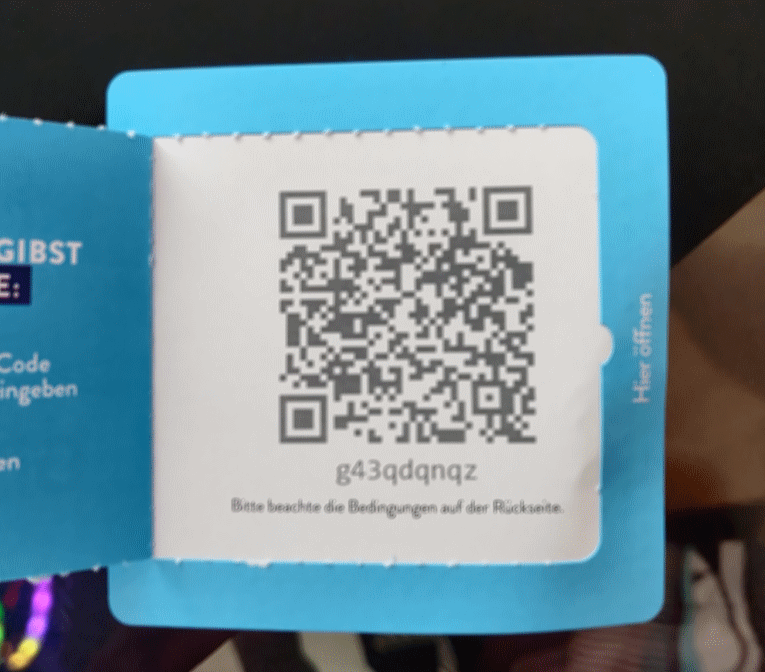 GIBST
E:
Code
ingeben
en
g43qdqnqz
Bitte beachte die Bedingungen auf der Rückseite.
Hier öffnen